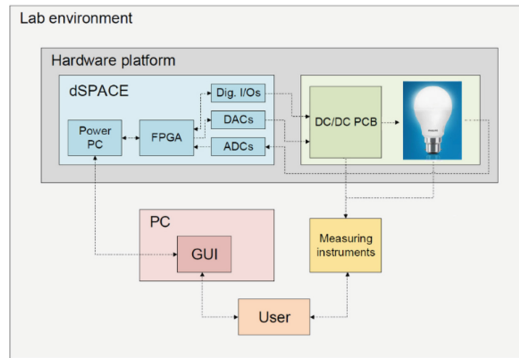 Lab environment
Hardware platform
dSPACE
Dig. I/Os
DACs
ADCs
Power
PC
FPGA
DC/DC PCB
PC
GUI
Measuring
instruments
User